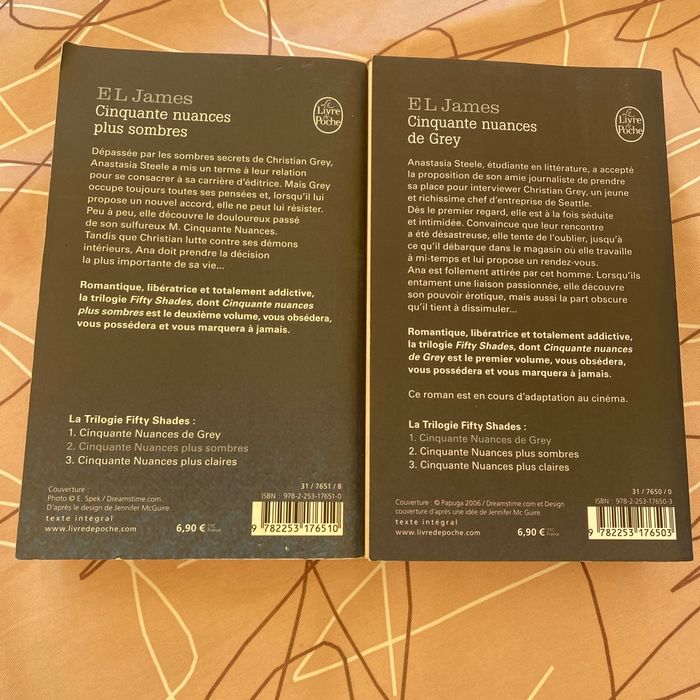 E L James
Cinquante nuances
plus sombres
Le
Livre
de
Poche
Dépassée par les sombres secrets de Christian Grey,
Anastasia Steele a mis un terme à leur relation
pour se consacrer à sa carrière d'éditrice. Mais Grey
occupe toujours toutes ses pensées et, lorsqu'il lui
propose un nouvel accord, elle ne peut lui résister.
Peu à peu, elle découvre le douloureux passé
de son sulfureux M. Cinquante Nuances.
Tandis que Christian lutte contre ses démons
intérieurs, Ana doit prendre la décision
la plus importante de sa vie...
Romantique, libératrice et totalement addictive,
la trilogie Fifty Shades, dont Cinquante nuances
plus sombres est le deuxième volume, vous obsédera,
vous possédera et vous marquera à jamais.
La Trilogie Fifty Shades :
1. Cinquante Nuances de Grey
2. Cinquante Nuances plus sombres
3. Cinquante Nuances plus claires
Couverture :
Photo © E. Spek / Dreamstime.com.
D'après le design de Jennifer McGuire.
texte intégral
www.livredepoche.com
6,90 € TTC
France
31 / 7651 / 8
ISBN : 978-2-253-17651-0
9 782253 176510
E L James
Cinquante nuances
de Grey
Le
Livre
de
Poche
Anastasia Steele, étudiante en littérature, a accepté
la proposition de son amie journaliste de prendre
sa place pour interviewer Christian Grey, un jeune
et richissime chef d'entreprise de Seattle.
Dès le premier regard, elle est à la fois séduite
et intimidée. Convaincue que leur rencontre
a été désastreuse, elle tente de l'oublier, jusqu'à
ce qu'il débarque dans le magasin où elle travaille
à mi-temps et lui propose un rendez-vous.
Ana est follement attirée par cet homme. Lorsqu'ils
entament une liaison passionnée, elle découvre
son pouvoir érotique, mais aussi la part obscure
qu'il tient à dissimuler...
Romantique, libératrice et totalement addictive,
la trilogie Fifty Shades, dont Cinquante nuances
de Grey est le premier volume, vous obsédera,
vous possédera et vous marquera à jamais.
Ce roman est en cours d'adaptation au cinéma.
La Trilogie Fifty Shades :
1. Cinquante Nuances de Grey
2. Cinquante Nuances plus sombres
3. Cinquante Nuances plus claires
Couverture : © Papuga 2006 / Dreamstime.com et Design
couverture d'après une idée de Jennifer Mc Guire.
texte intégral
www.livredepoche.com
6,90 € TTC
France
31 / 7650 / 0
ISBN : 978-2-253-17650-3
9 782253 176503